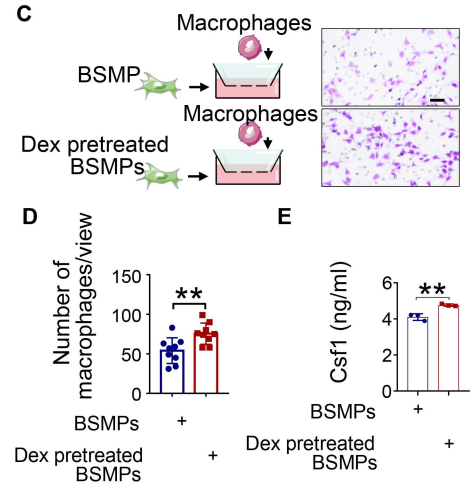 C
Macrophages
BSMP
Macrophages
Dex pretreated
BSMPs
D
Number of
macrophages/view
150
100
50
0
**
BSMPs
+
Dex pretreated
BSMPs
+
E
Csf1 (ng/ml)
6
4
2
0
**
BSMPs
+
Dex pretreated
BSMPs
+